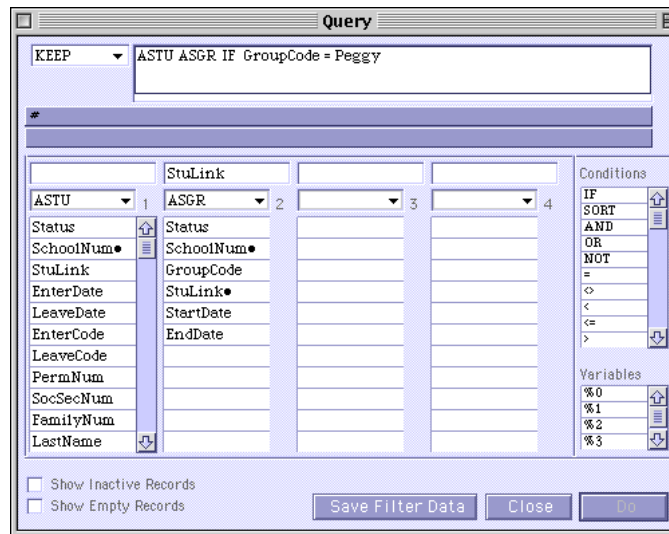 Query
KEEP
ASTU ASGR IF GroupCode = Peggy
#
StuLink
ASTU 1
ASGR 2
3
4
Status
SchoolNum•
StuLink
EnterDate
LeaveDate
EnterCode
LeaveCode
PermNum
SocSecNum
FamilyNum
LastName
Status
SchoolNum•
GroupCode
StuLink•
StartDate
EndDate
Conditions
IF
SORT
AND
OR
NOT
=
<>
<
<=
>
Variables
%0
%1
%2
%3
Show Inactive Records
Show Empty Records
Save Filter Data
Close
Do